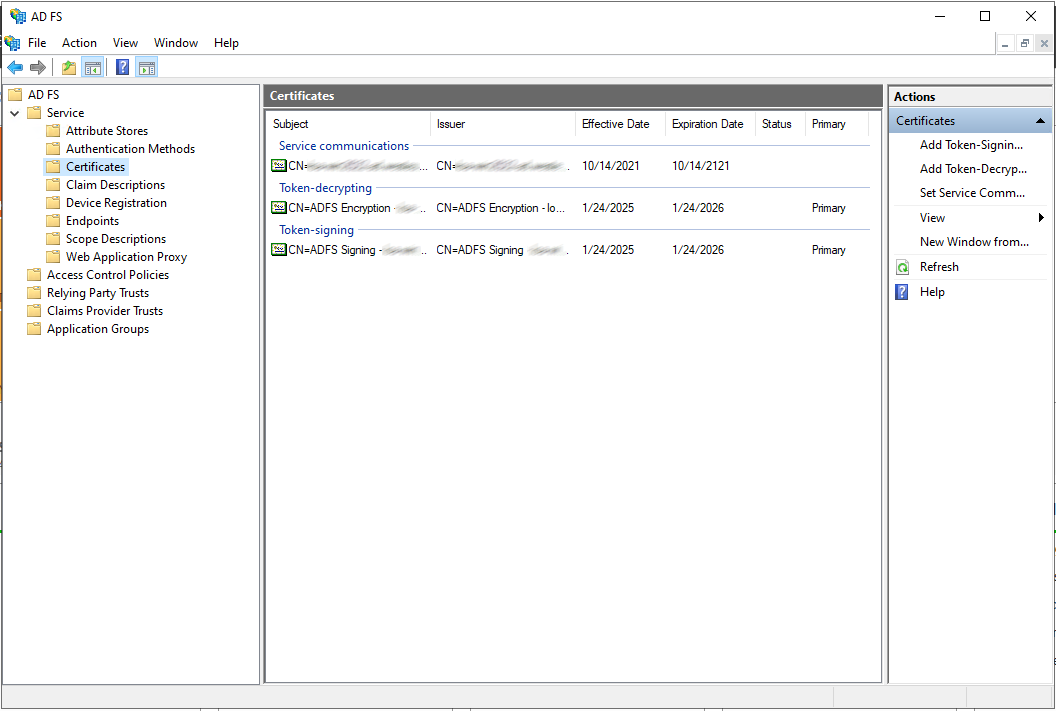 AD FS
File Action View Window Help
AD FS
Service
Attribute Stores
Authentication Methods
Certificates
Claim Descriptions
Device Registration
Endpoints
Scope Descriptions
Web Application Proxy
Access Control Policies
Relying Party Trusts
Claims Provider Trusts
Application Groups
Certificates
Subject Issuer Effective Date Expiration Date Status Primary
Service communications
CN= ... CN= . 10/14/2021 10/14/2121
Token-decrypting
CN=ADFS Encryption - .. CN=ADFS Encryption - lo... 1/24/2025 1/24/2026 Primary
Token-signing
CN=ADFS Signing - .. CN=ADFS Signing - . 1/24/2025 1/24/2026 Primary
Actions
Certificates
Add Token-Signin...
Add Token-Decryp...
Set Service Comm...
View
New Window from...
Refresh
Help